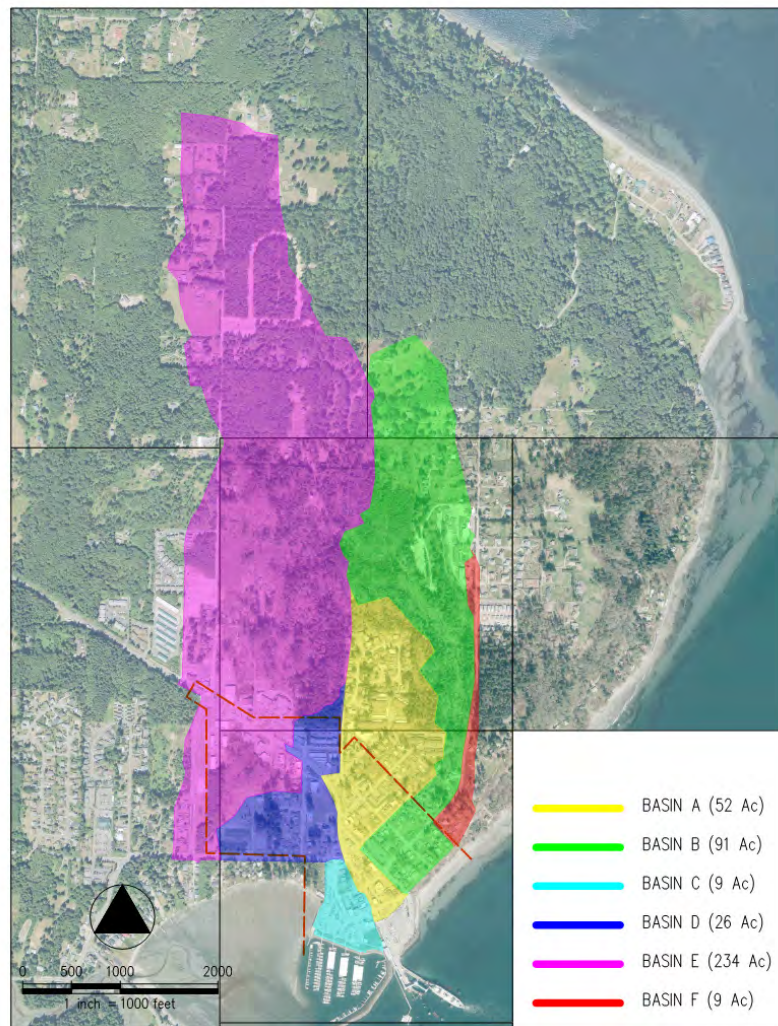 BASIN A (52 Ac)
BASIN B (91 Ac)
BASIN C (9 Ac)
BASIN D (26 Ac)
BASIN E (234 Ac)
BASIN F (9 Ac)
0 500 1000 2000
1 inch = 1000 feet